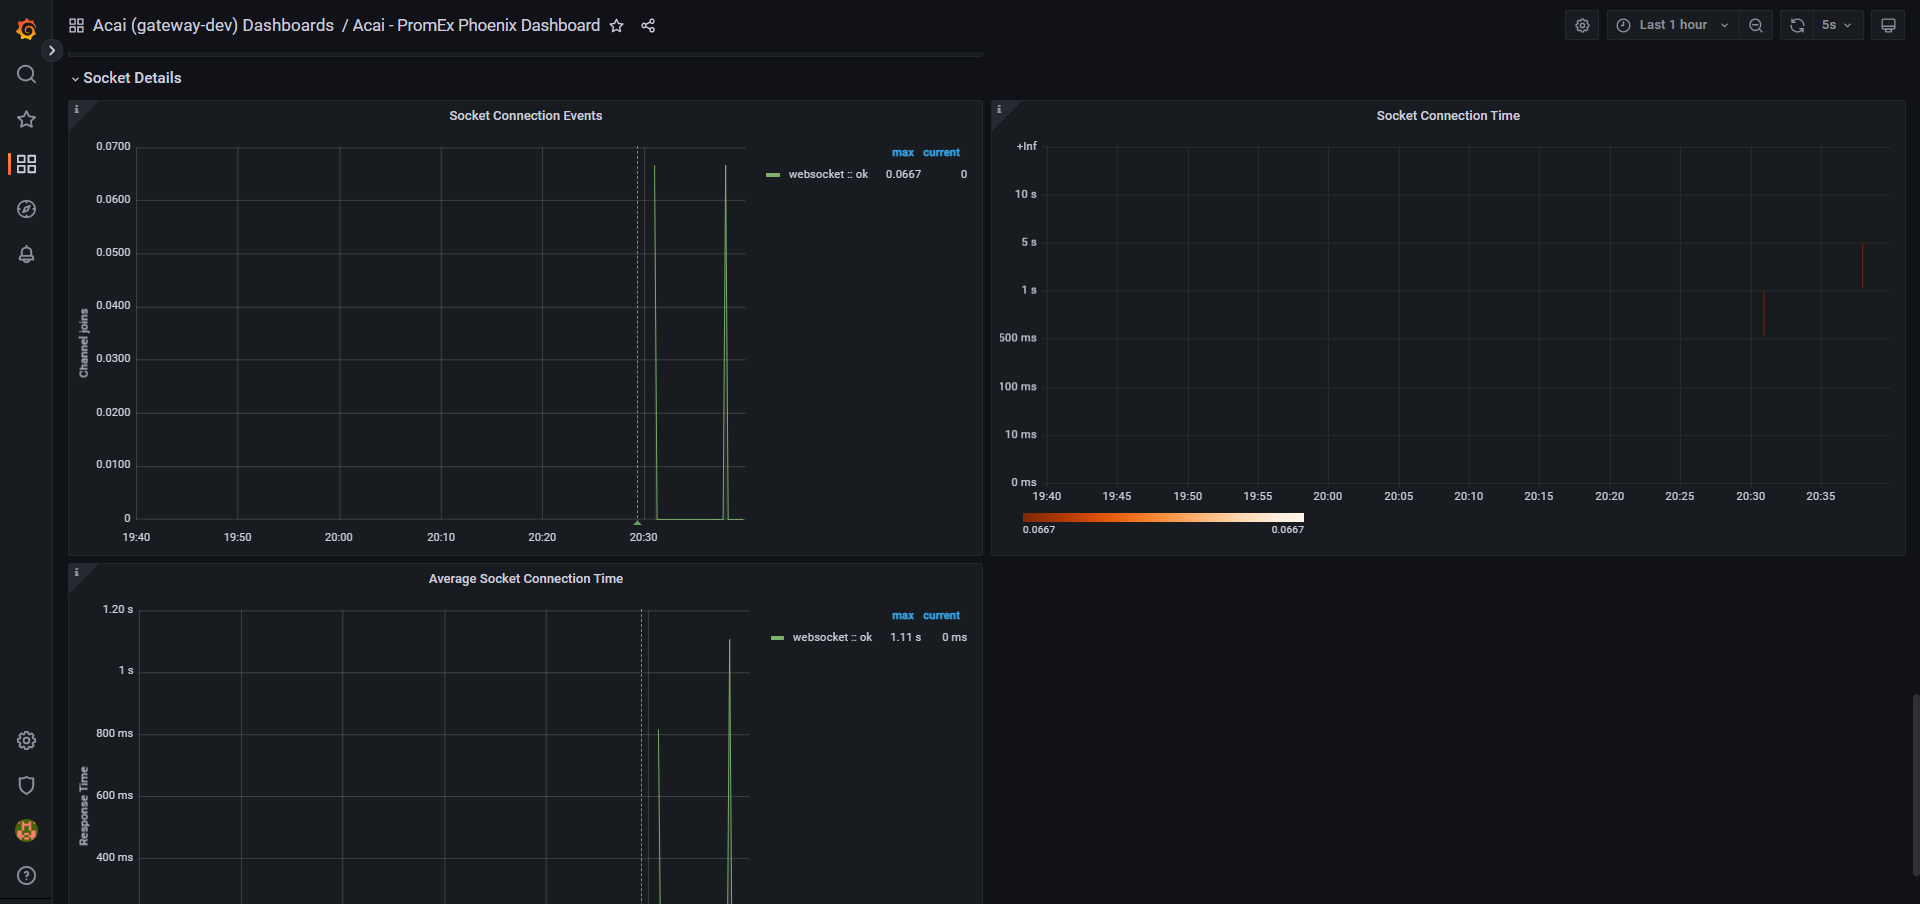 Acai (gateway-dev) Dashboards / Acai - PromEx Phoenix Dashboard
Last 1 hour
5s
Socket Details
Socket Connection Events
max current
websocket :: ok 0.0667 0
Channel joins
0.0700
0.0600
0.0500
0.0400
0.0300
0.0200
0.0100
0
19:40 19:50 20:00 20:10 20:20 20:30
Socket Connection Time
+Inf
10 s
5 s
1 s
500 ms
100 ms
10 ms
0 ms
19:40 19:45 19:50 19:55 20:00 20:05 20:10 20:15 20:20 20:25 20:30 20:35
0.0667 0.0667
Average Socket Connection Time
max current
websocket :: ok 1.11 s 0 ms
Response Time
1.20 s
1 s
800 ms
600 ms
400 ms